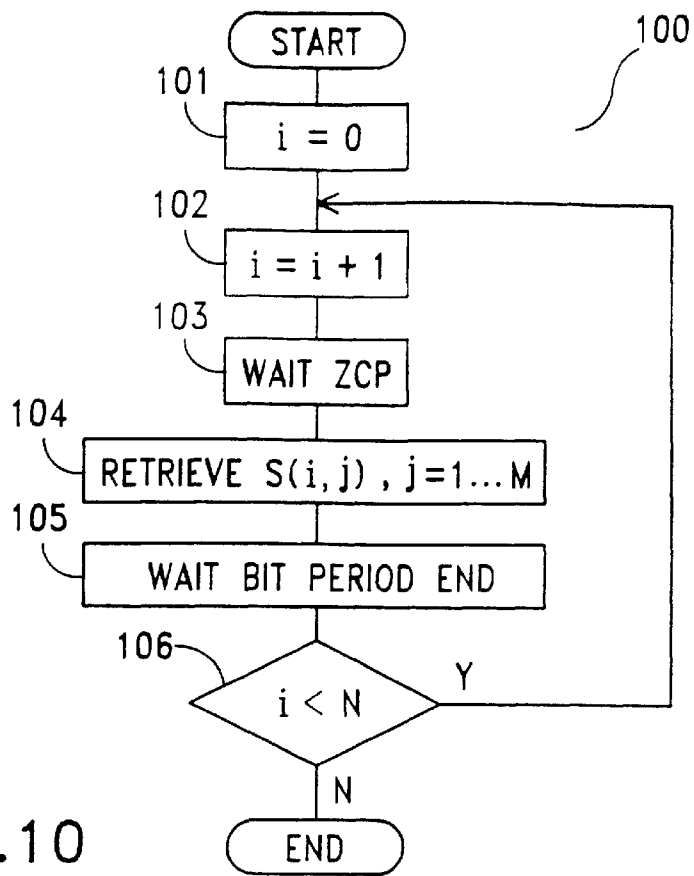 START
100
101
i = 0
102
i = i + 1
103
WAIT ZCP
104
RETRIEVE S(i,j) , j=1...M
105
WAIT BIT PERIOD END
106
i < N
Y
N
.10
END